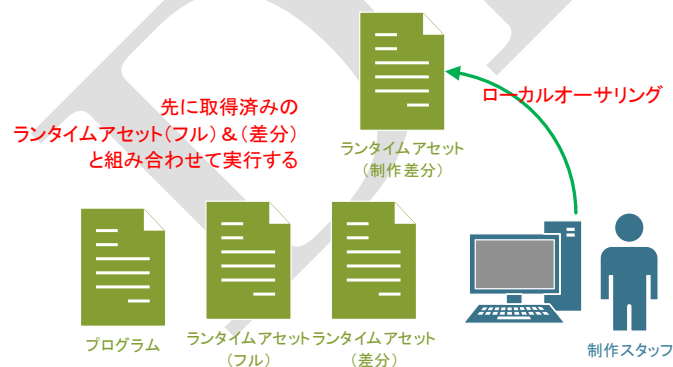 先に取得済みの
ランタイムアセット(フル)&(差分)
と組み合わせて実行する
ローカルオーサリング
ランタイムアセット
(制作差分)
プログラム
ランタイムアセット
(フル)
ランタイムアセット
(差分)
制作スタッフ